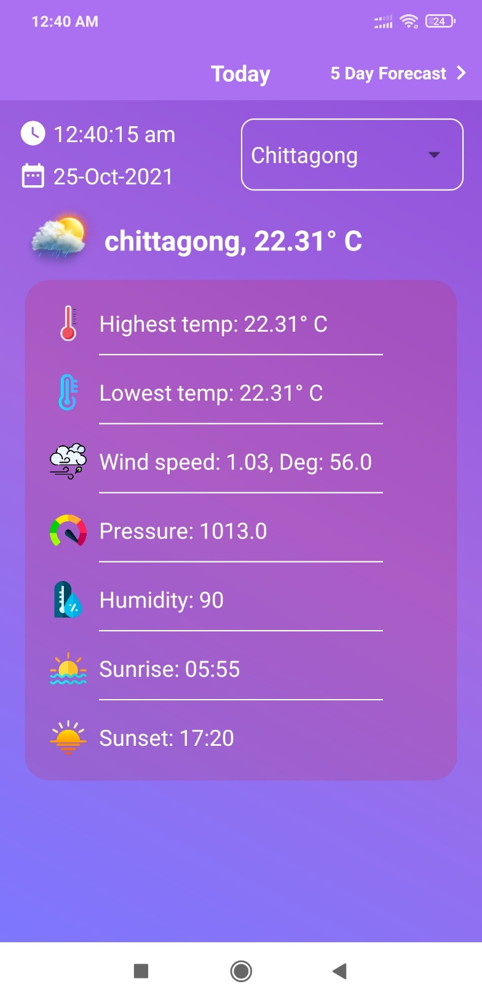 12:40 AM
24
Today
5 Day Forecast
12:40:15 am
Chittagong
25-Oct-2021
chittagong, 22.31° C
Highest temp: 22.31° C
Lowest temp: 22.31° C
Wind speed: 1.03, Deg: 56.0
Pressure: 1013.0
Humidity: 90
Sunrise: 05:55
Sunset: 17:20